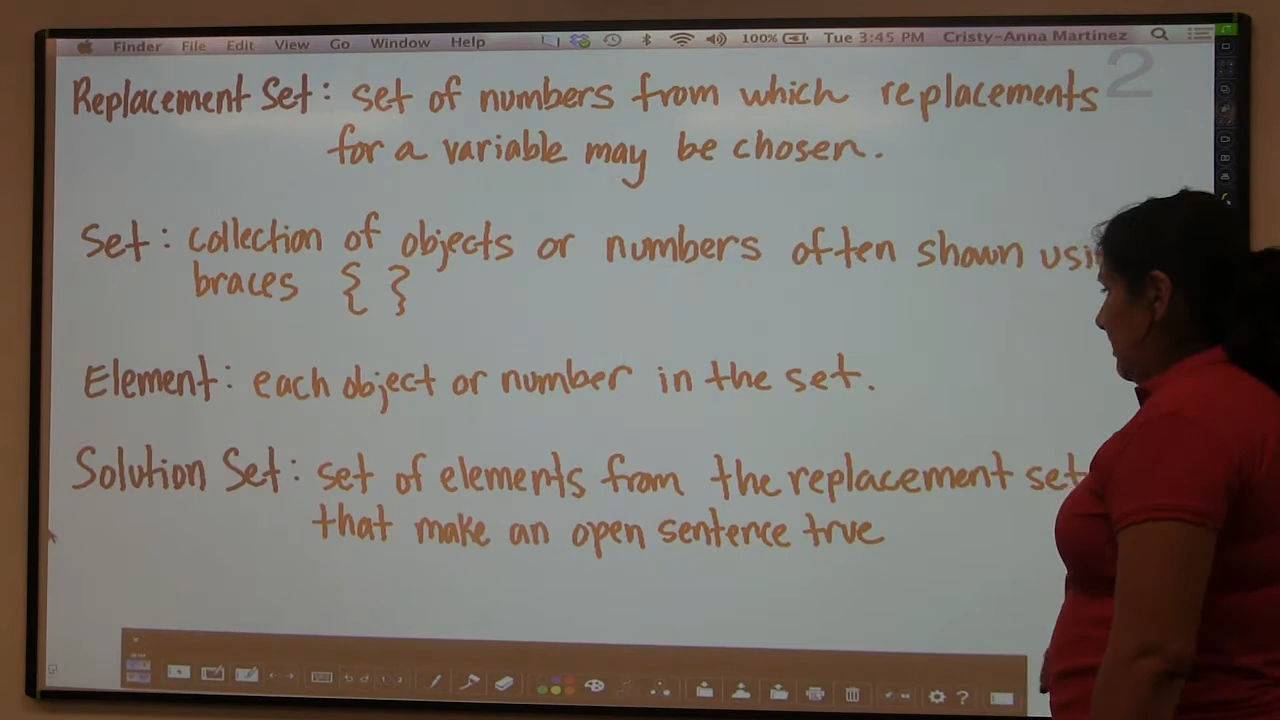 Finder File Edit View Go Window Help 100% Tue 3:45 PM Cristy-Anna Martinez
2
Replacement Set: set of numbers from which replacements
for a variable may be chosen.
Set: collection of objects or numbers often shown usi
braces { }
Element: each object or number in the set.
Solution Set: set of elements from the replacement set
that make an open sentence true
?